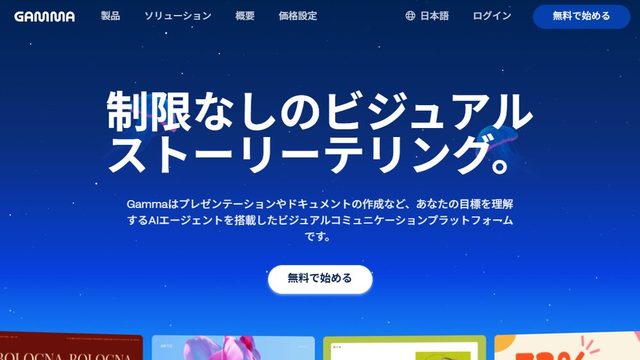 GAMMA 製品 ソリューション 概要 価格設定 日本語 ログイン 無料で始める
制限なしのビジュアル
ストーリーテリング。
Gammaはプレゼンテーションやドキュメントの作成など、あなたの目標を理解
するAIエージェントを搭載したビジュアルコミュニケーションプラットフォーム
です。
無料で始める
BOLOGNA BOLOGNA